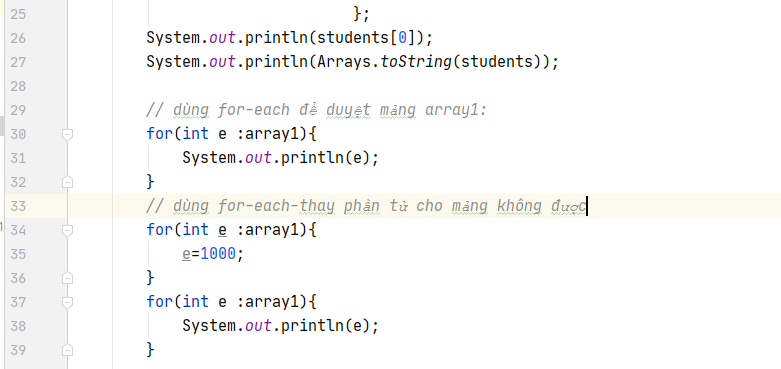 25 };
26 System.out.println(students[0]);
27 System.out.println(Arrays.toString(students));
28
29 // dùng for-each để duyệt mảng array1:
30 for(int e :array1){
31 System.out.println(e);
32 }
33 // dùng for-each-thay phần tử cho mảng không được
34 for(int e :array1){
35 e=1000;
36 }
37 for(int e :array1){
38 System.out.println(e);
39 }